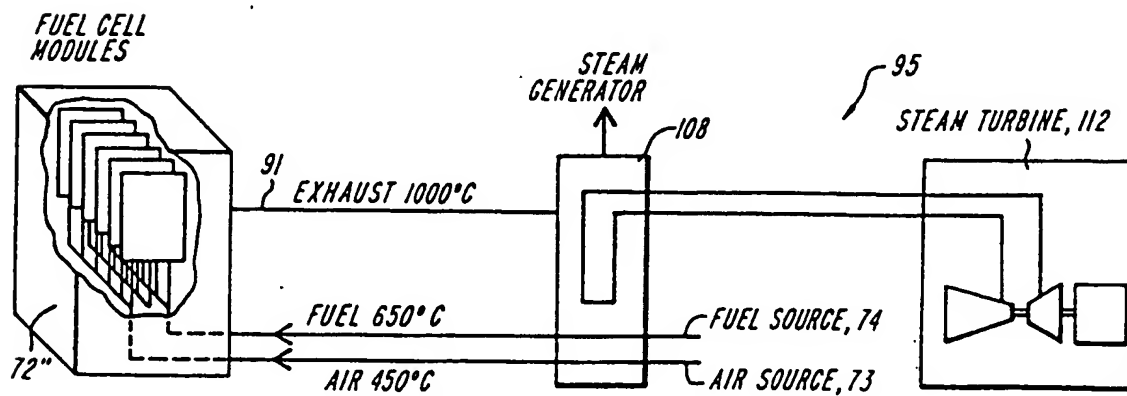 FUEL CELL
MODULES
STEAM
GENERATOR
95
108
STEAM TURBINE, 112
91
EXHAUST 1000°C
FUEL 650°C
FUEL SOURCE, 74
72"
AIR 450°C
AIR SOURCE, 73